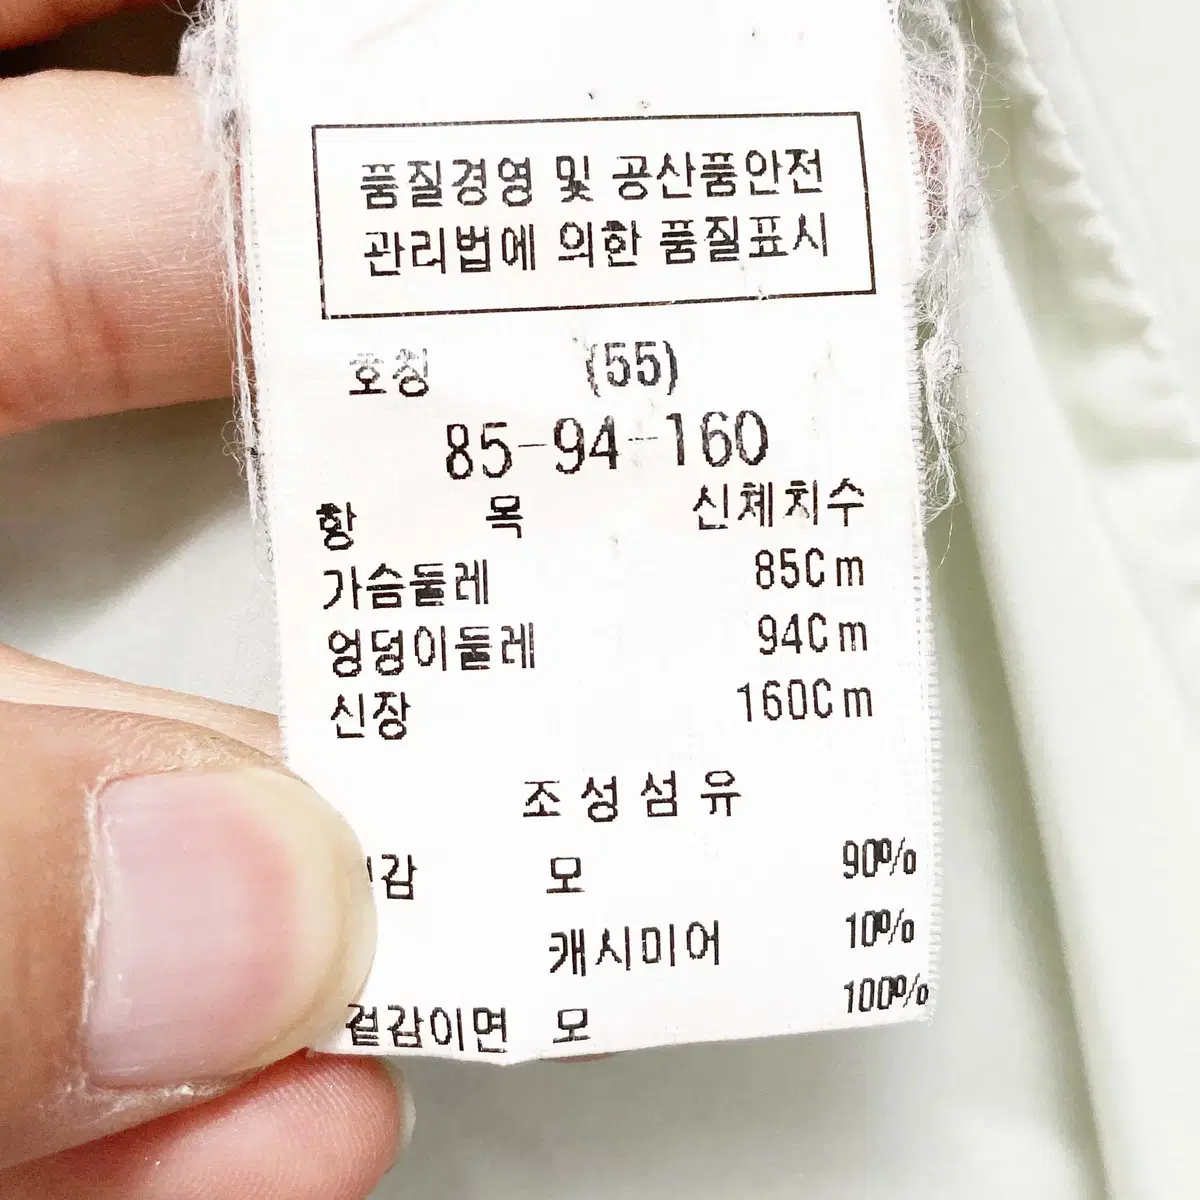 품질경영 및 공산품안전
관리법에 의한 품질표시
호칭 (55)
85-94-160
항 목 신체치수
가슴둘레 85Cm
엉덩이둘레 94Cm
신장 160Cm
조성섬유
모 90%
캐시미어 10%
겉감이면 모 100%